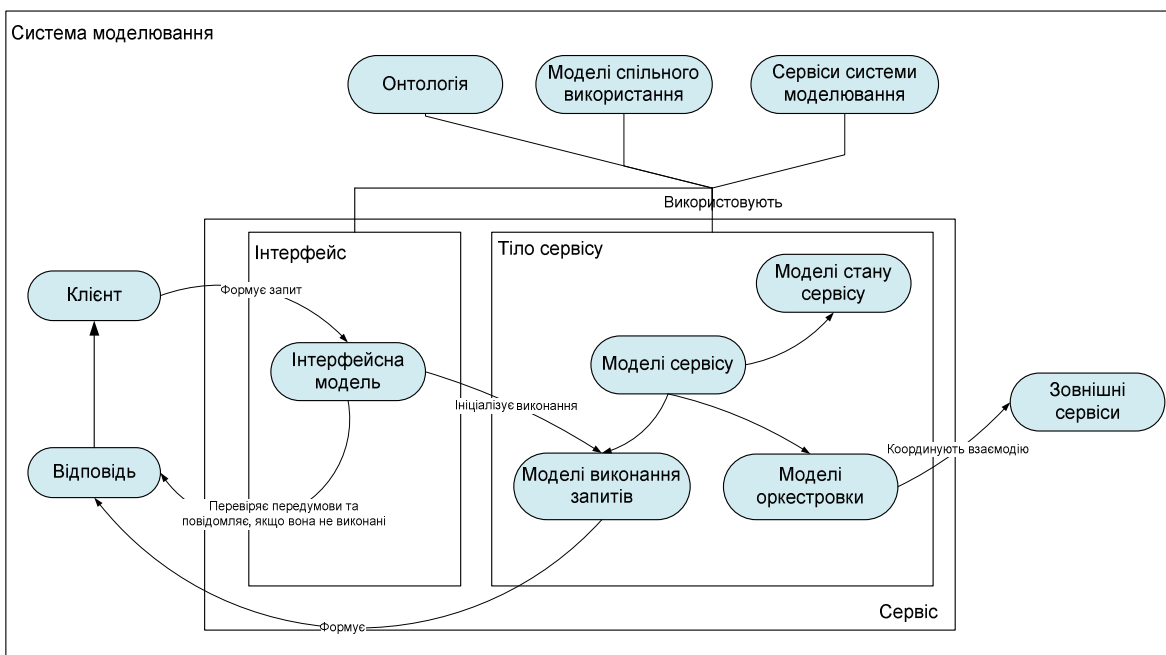 Система моделювання
Онтологія
Моделі спільного
використання
Сервіси системи
моделювання
Використовують
Інтерфейс
Тіло сервісу
Моделі стану
сервісу
Клієнт
Формує запит
Інтерфейсна
модель
Моделі сервісу
Ініціалізує виконання
Зовнішні
сервіси
Координують взаємодію
Відповідь
Моделі виконання
запитів
Моделі
оркестровки
Перевіряє передумови та
повідомляє, якщо вона не виконані
Сервіс
Формує